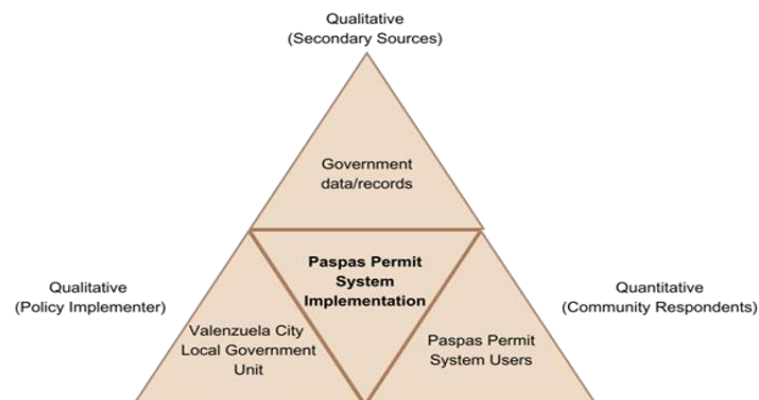 Qualitative
(Secondary Sources)
Government
data/records
Paspas Permit
System
Implementation
Qualitative
(Policy Implementer)
Valenzuela City
Local Government
Unit
Paspas Permit
System Users
Quantitative
(Community Respondents)